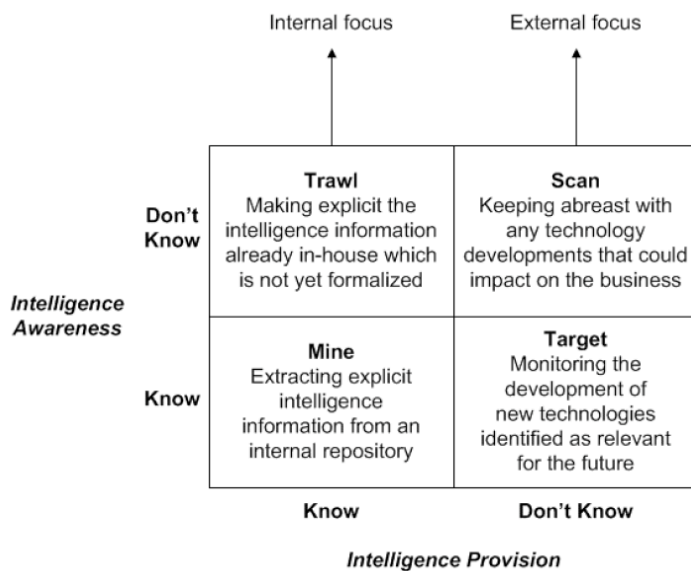 Internal focus
External focus
Trawl
Making explicit the
intelligence information
already in-house which
is not yet formalized
Scan
Keeping abreast with
any technology
developments that could
impact on the business
Don't
Know
Intelligence
Awareness
Mine
Extracting explicit
intelligence
information from an
internal repository
Target
Monitoring the
development of
new technologies
identified as relevant
for the future
Know
Know
Don't Know
Intelligence Provision